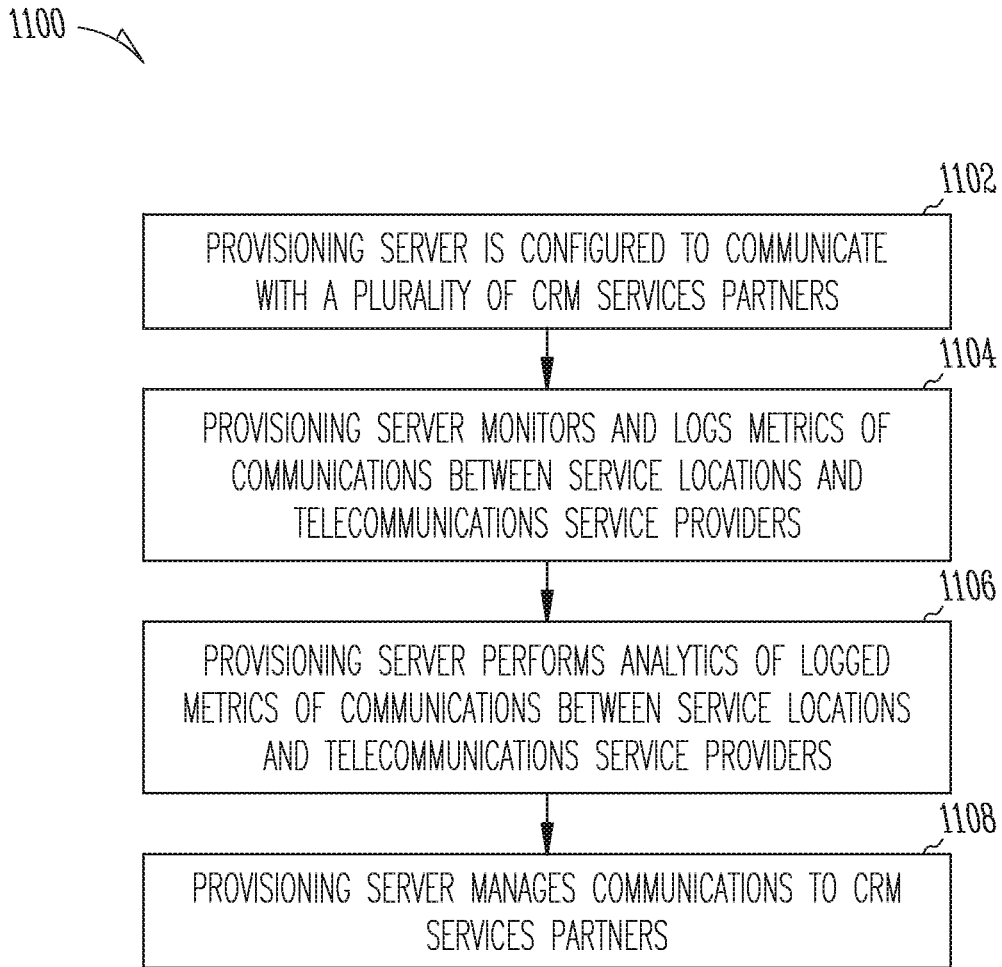 1100
1102
PROVISIONING SERVER IS CONFIGURED TO COMMUNICATE
WITH A PLURALITY OF CRM SERVICES PARTNERS
1104
PROVISIONING SERVER MONITORS AND LOGS METRICS OF
COMMUNICATIONS BETWEEN SERVICE LOCATIONS AND
TELECOMMUNICATIONS SERVICE PROVIDERS
1106
PROVISIONING SERVER PERFORMS ANALYTICS OF LOGGED
METRICS OF COMMUNICATIONS BETWEEN SERVICE LOCATIONS
AND TELECOMMUNICATIONS SERVICE PROVIDERS
1108
PROVISIONING SERVER MANAGES COMMUNICATIONS TO CRM
SERVICES PARTNERS